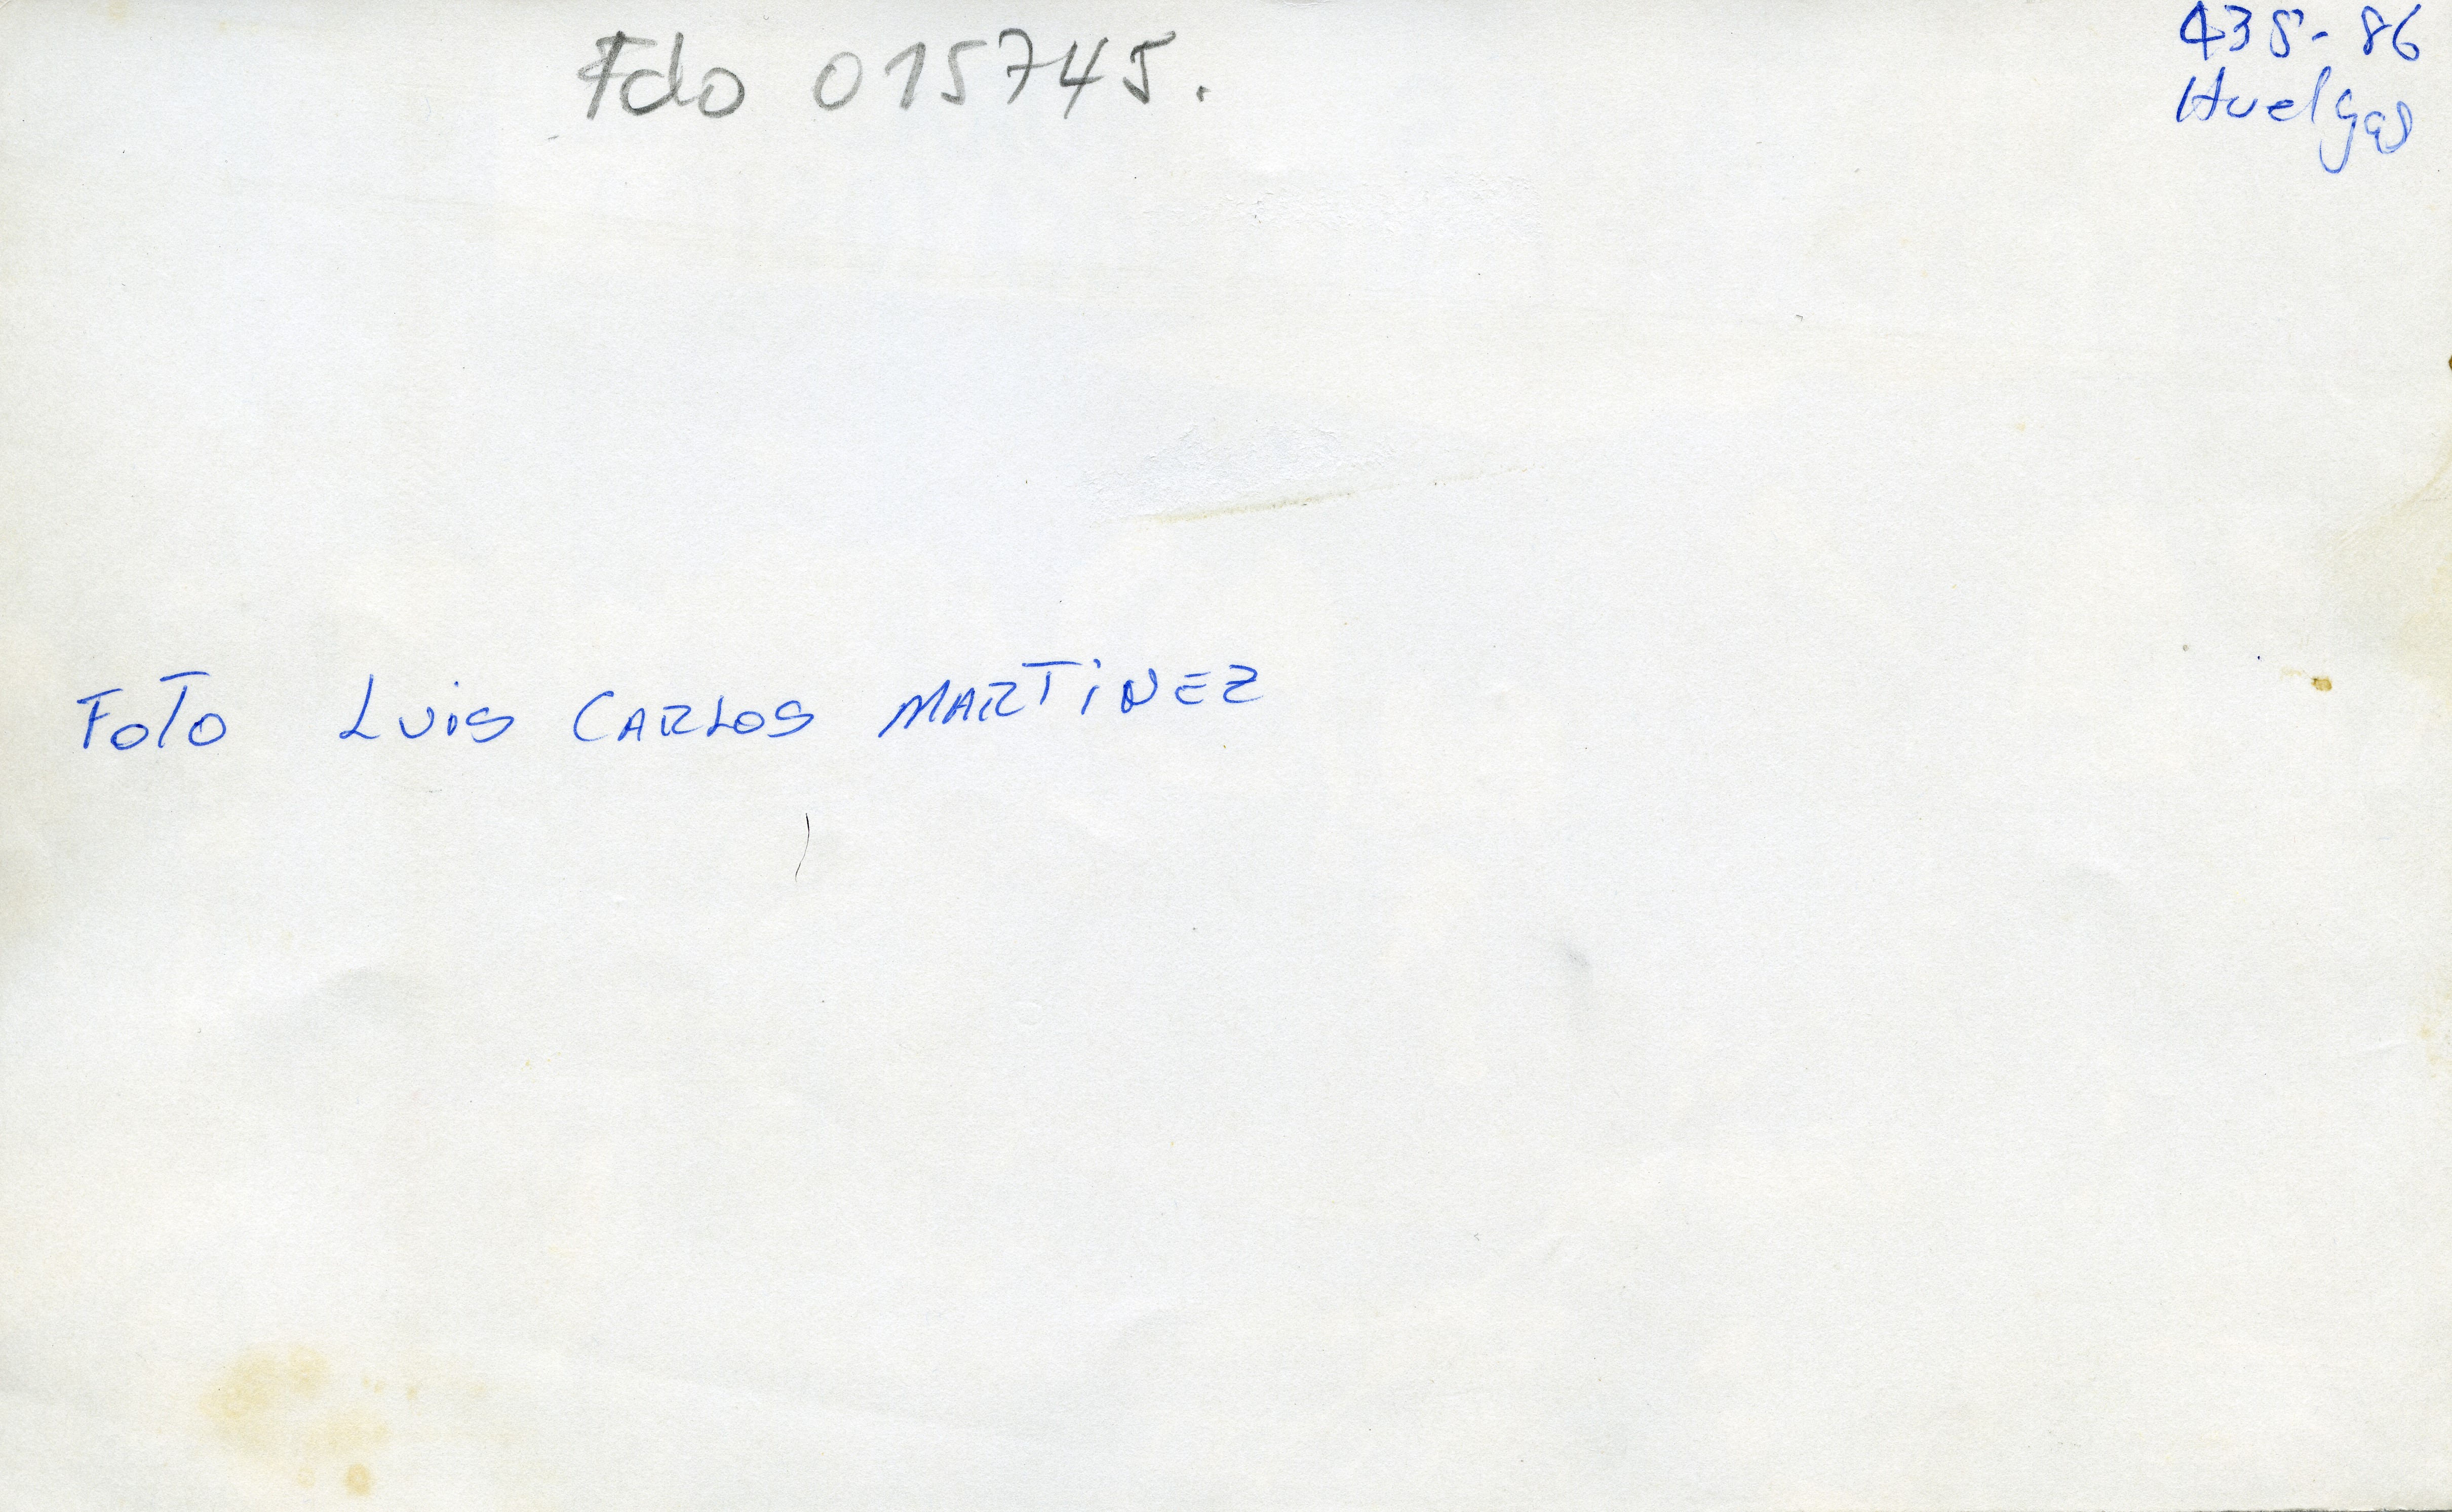 Fdo 015745.
438-86
Huelgas
FOTO LUiS CARLOS MARTiNEZ